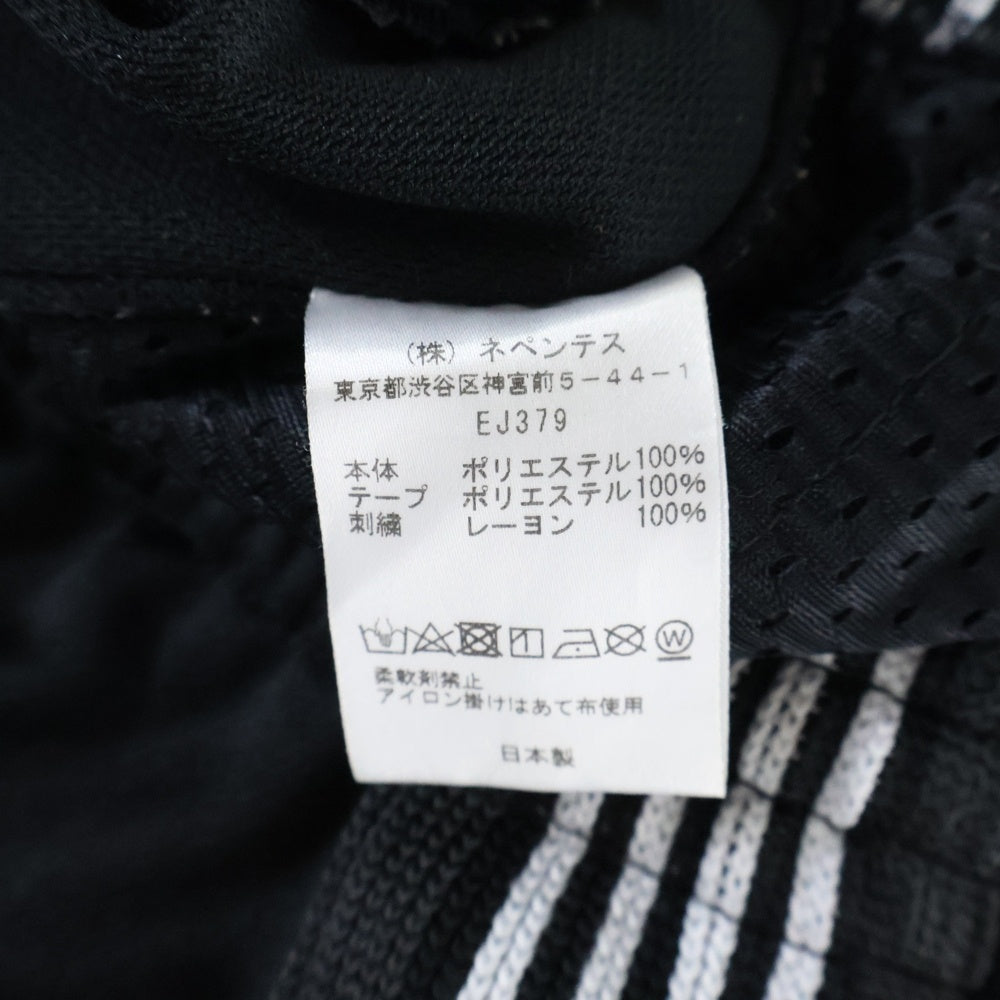 (株) ネペンテス
東京都渋谷区神宮前5-44-1
EJ379
本体 ポリエステル100%
テープ ポリエステル100%
刺繍 レーヨン 100%
W
柔軟剤禁止
アイロン掛けはあて布使用
日本製